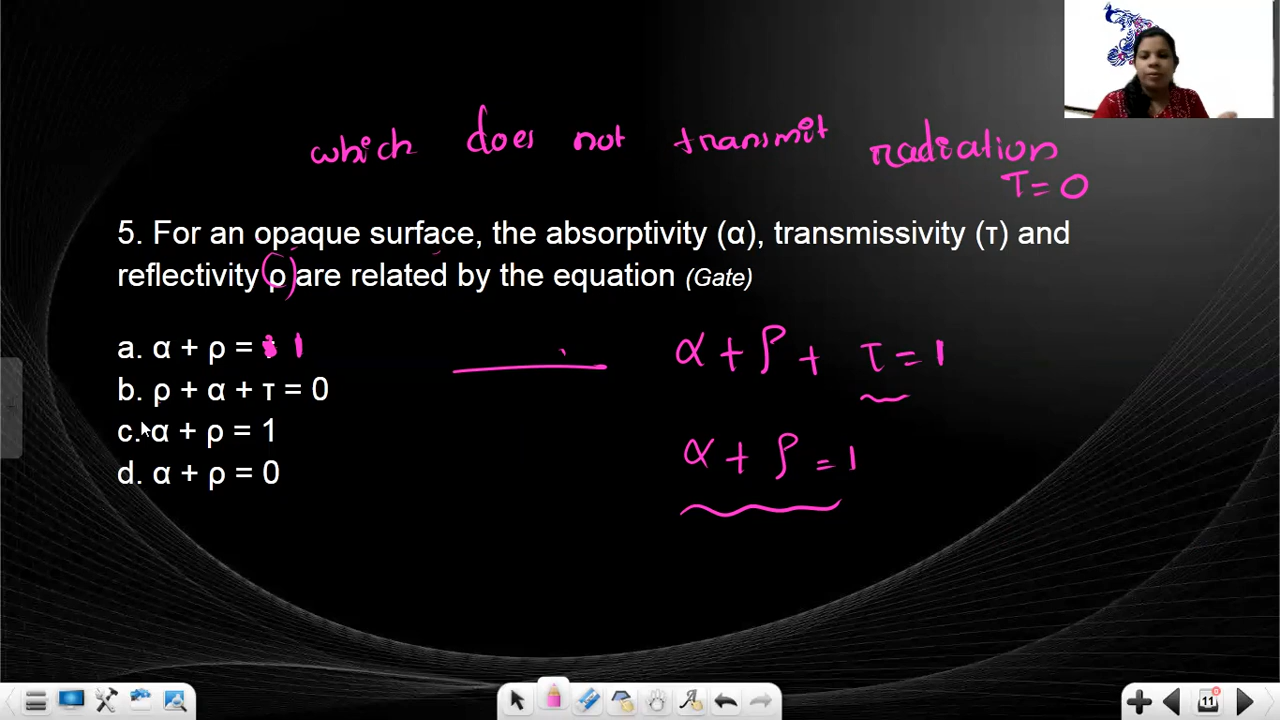 which does not transmit radiation
τ = 0
5. For an opaque surface, the absorptivity (α), transmissivity (τ) and
reflectivity ρ) are related by the equation (Gate)
a. α + ρ = 1
b. ρ + α + τ = 0
c. α + ρ = 1
d. α + ρ = 0
α + ρ + τ = 1
α + ρ = 1
11